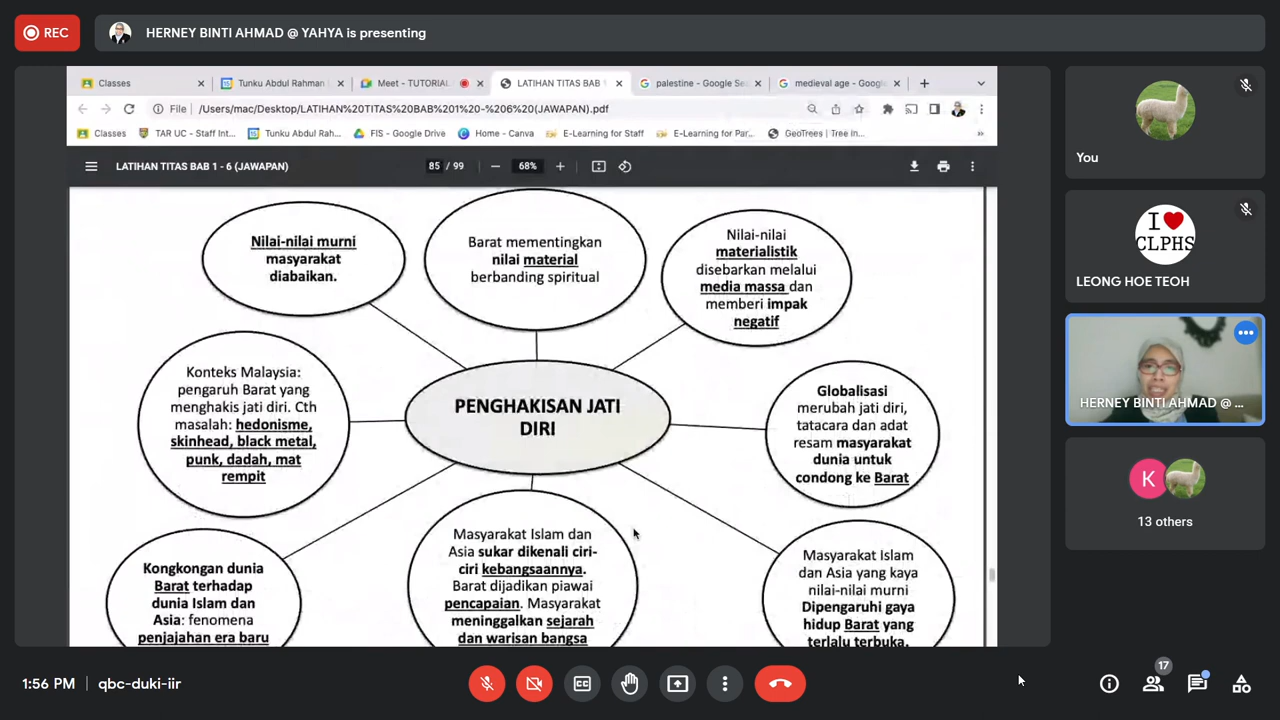 REC
HERNEY BINTI AHMAD @ YAHYA is presenting
Classes
Tunku Abdul Rahman
Meet - TUTORIAL
LATIHAN TITAS BAB 1
palestine - Google Se
medieval age - Googl
File
/Users/mac/Desktop/LATIHAN%20TITAS%20BAB%201%20-%206%20(JAWAPAN).pdf
Classes
TAR UC - Staff Int...
Tunku Abdul Rah...
FIS - Google Drive
Home - Canva
E-Learning for Staff
E-Learning for Par...
GeoTrees | Tree In...
»
LATIHAN TITAS BAB 1 - 6 (JAWAPAN)
85 / 99
68%
Nilai-nilai murni
masyarakat
diabaikan.
Barat mementingkan
nilai material
berbanding spiritual
Nilai-nilai
materialistik
disebarkan melalui
media massa dan
memberi impak
negatif
Konteks Malaysia:
pengaruh Barat yang
menghakis jati diri. Cth
masalah: hedonisme,
skinhead, black metal,
punk, dadah, mat
rempit
PENGHAKISAN JATI
DIRI
Globalisasi
merubah jati diri,
tatacara dan adat
resam masyarakat
dunia untuk
condong ke Barat
Kongkongan dunia
Barat terhadap
dunia Islam dan
Asia: fenomena
penjajahan era baru
Masyarakat Islam dan
Asia sukar dikenali ciri-
ciri kebangsaannya.
Barat dijadikan piawai
pencapaian. Masyarakat
meninggalkan sejarah
dan warisan bangsa
Masyarakat Islam
dan Asia yang kaya
nilai-nilai murni
Dipengaruhi gaya
hidup Barat yang
terlalu terbuka.
You
I
CLPHS
LEONG HOE TEOH
HERNEY BINTI AHMAD @ ...
K
13 others
1:56 PM | qbc-duki-iir
CC
17